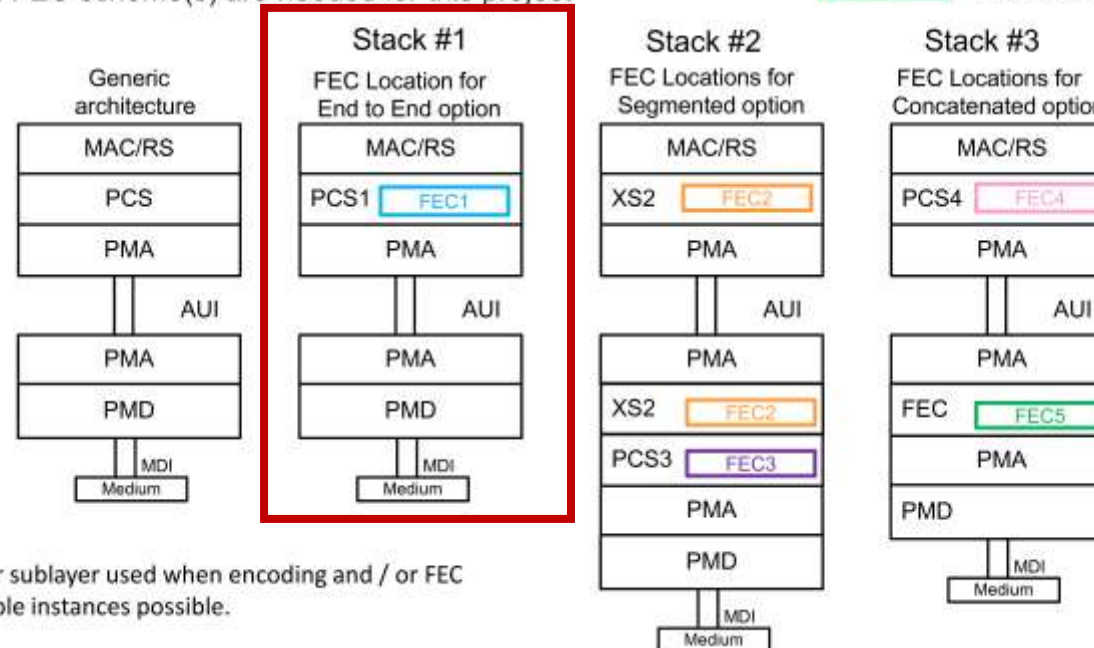 Stack #1
Stack #2
Stack #3
Generic
architecture
MAC/RS
PCS
PMA
AUI
PMA
PMD
MDI
Medium
FEC Location for
End to End option
MAC/RS
PCS1 FEC1
PMA
AUI
PMA
PMD
MDI
Medium
FEC Locations for
Segmented option
MAC/RS
XS2 FEC2
PMA
AUI
PMA
XS2 FEC2
PCS3 FEC3
PMA
PMD
MDI
Medium
FEC Locations for
Concatenated option
MAC/RS
PCS4 FEC4
PMA
AUI
PMA
FEC FEC5
PMA
PMD
MDI
Medium
sublayer used when encoding and / or FEC
instances possible.